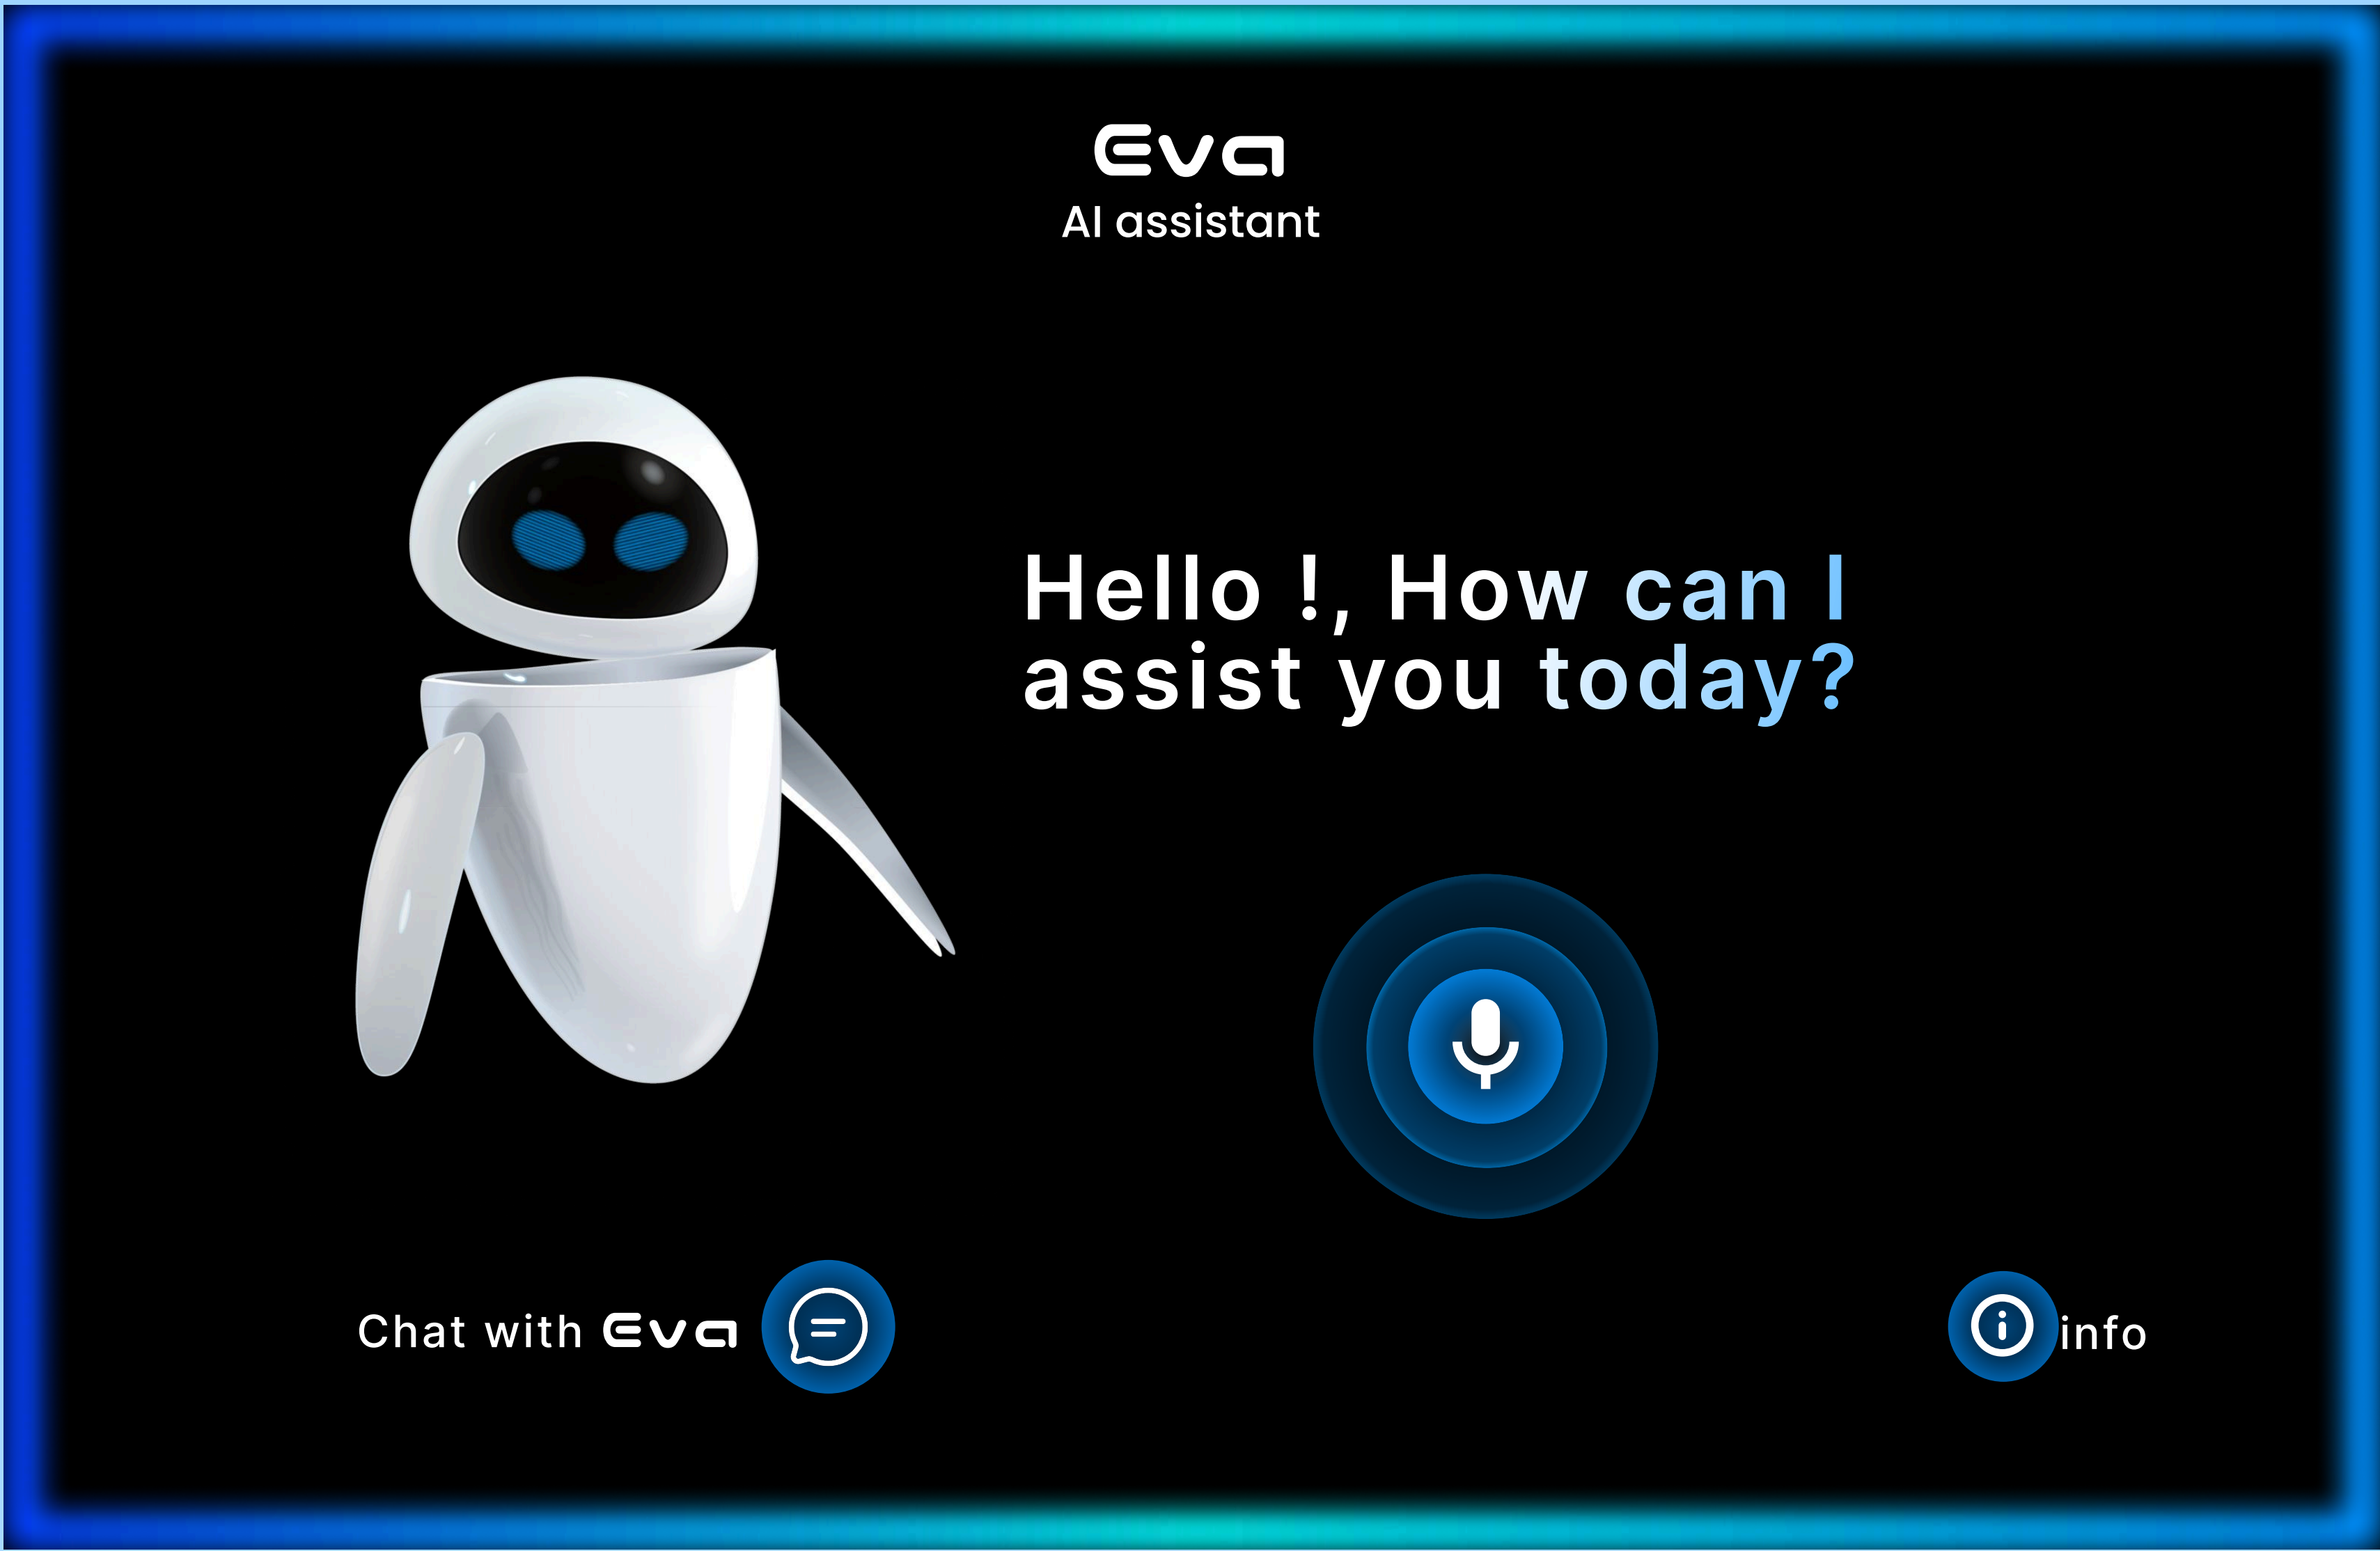 Eva
AI assistant
Hello !, How can I
assist you today?
Chat with Eva
info